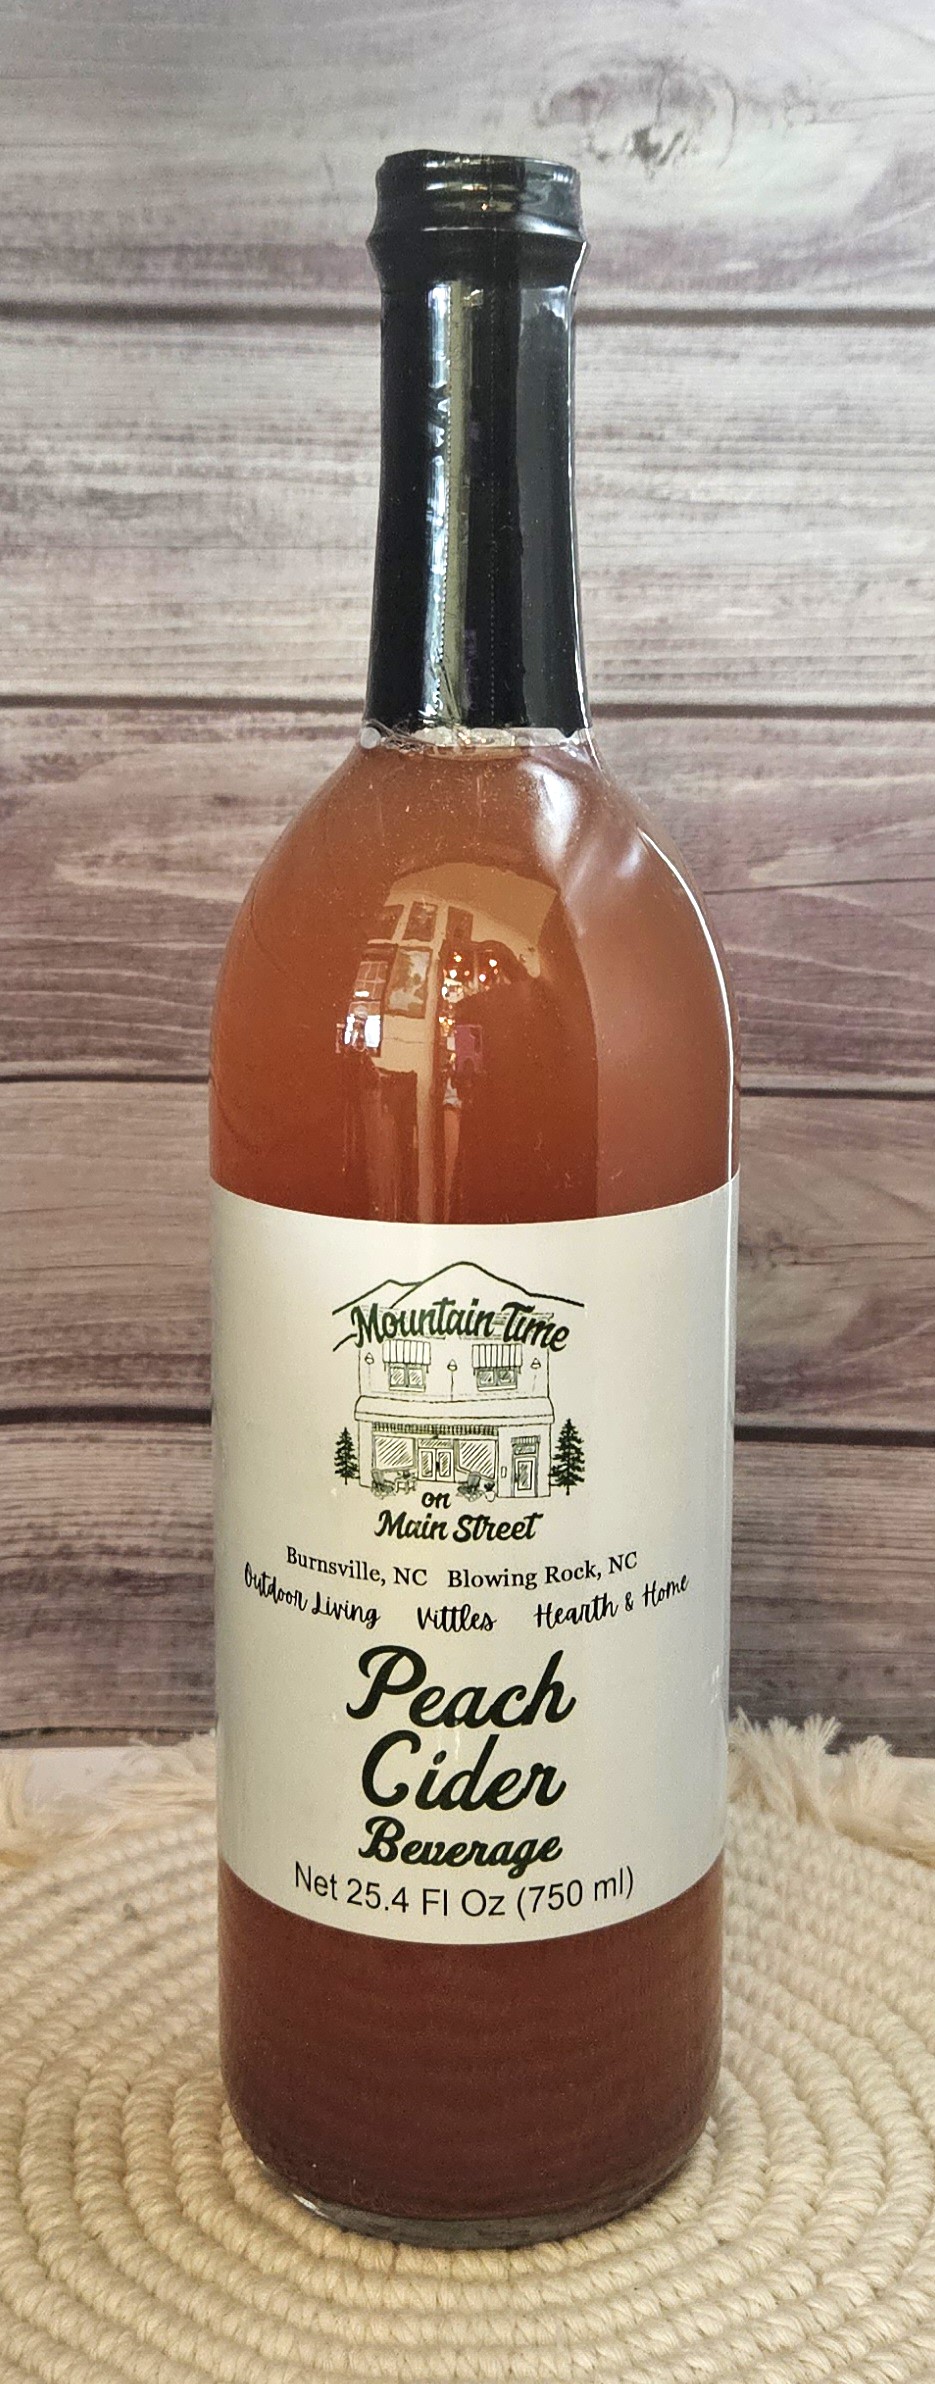 Mountain Time
on
Main Street
Burnsville, NC Blowing Rock, NC
Outdoor Living Vittles Hearth & Home
Peach
Cider
Beverage
Net 25.4 Fl Oz (750 ml)